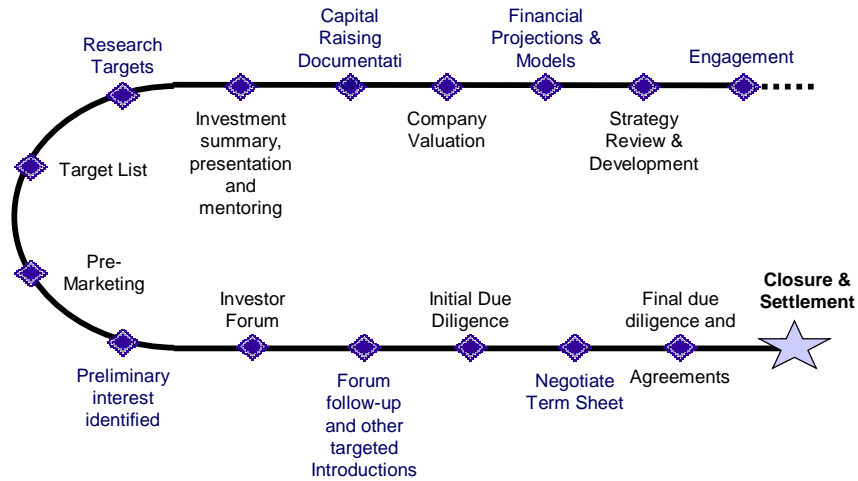 Research
Targets
Capital
Raising
Documentati
Financial
Projections &
Models
Engagement
Investment
summary,
presentation
and
mentoring
Company
Valuation
Strategy
Review &
Development
Target List
Pre-
Marketing
Preliminary
interest
identified
Investor
Forum
Forum
follow-up
and other
targeted
Introductions
Initial Due
Diligence
Negotiate
Term Sheet
Final due
diligence and
Agreements
Closure &
Settlement